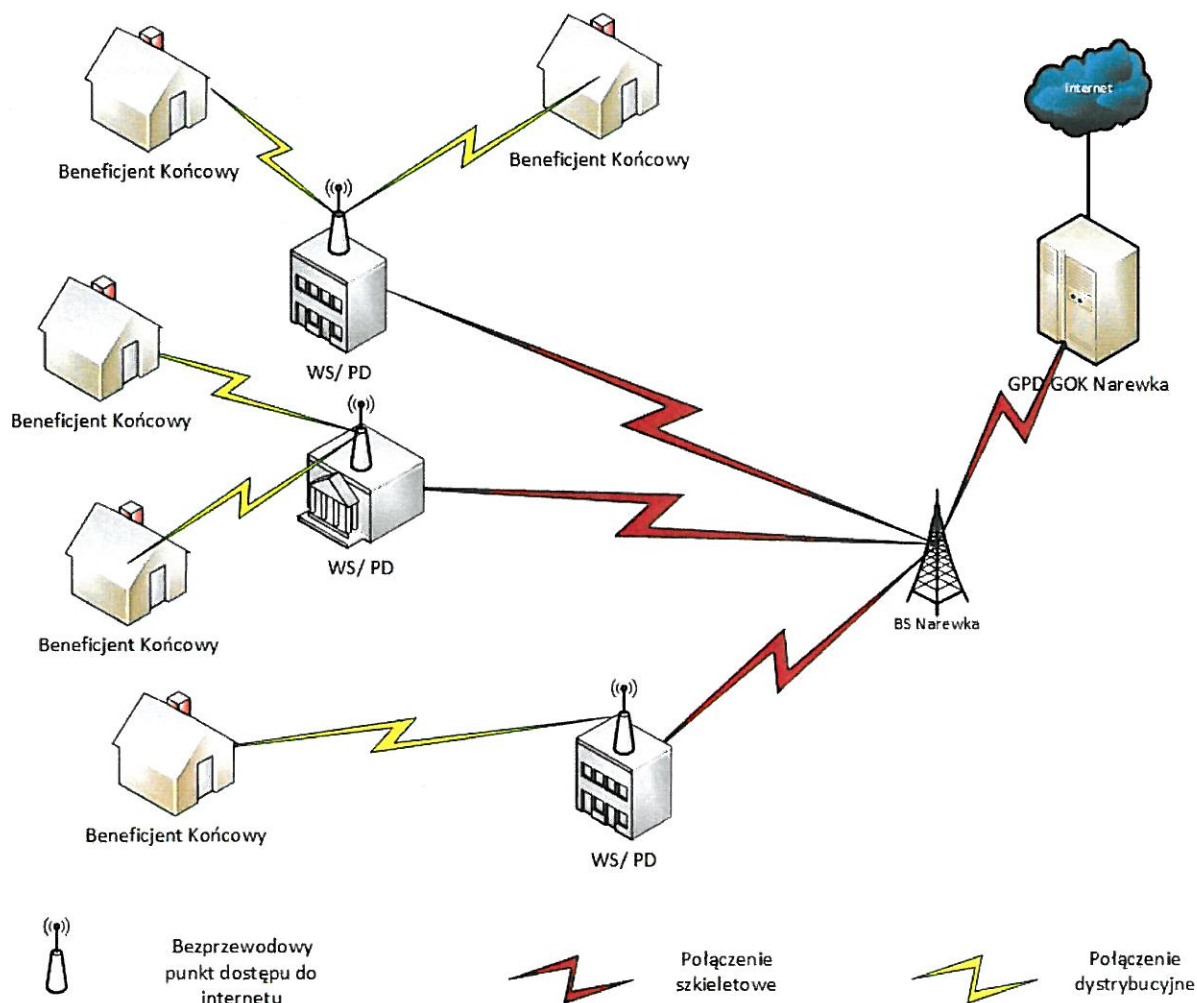 Internet
Beneficjent Końcowy
Beneficjent Końcowy
WS/ PD
GPD GOK Narewka
Beneficjent Końcowy
WS/ PD
BS Narewka
Beneficjent Końcowy
Beneficjent Końcowy
WS/ PD
Bezprzewodowy
punkt dostępu do
internetu
Połączenie
szkieletowe
Połączenie
dystrybucyjne